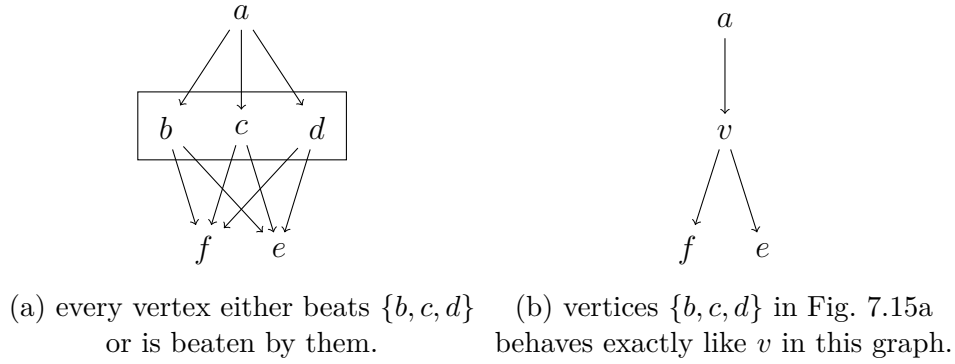 a
b c d
f e
(a) every vertex either beats {b, c, d}
or is beaten by them.
a
v
f e
(b) vertices {b, c, d} in Fig. 7.15a
behaves exactly like v in this graph.